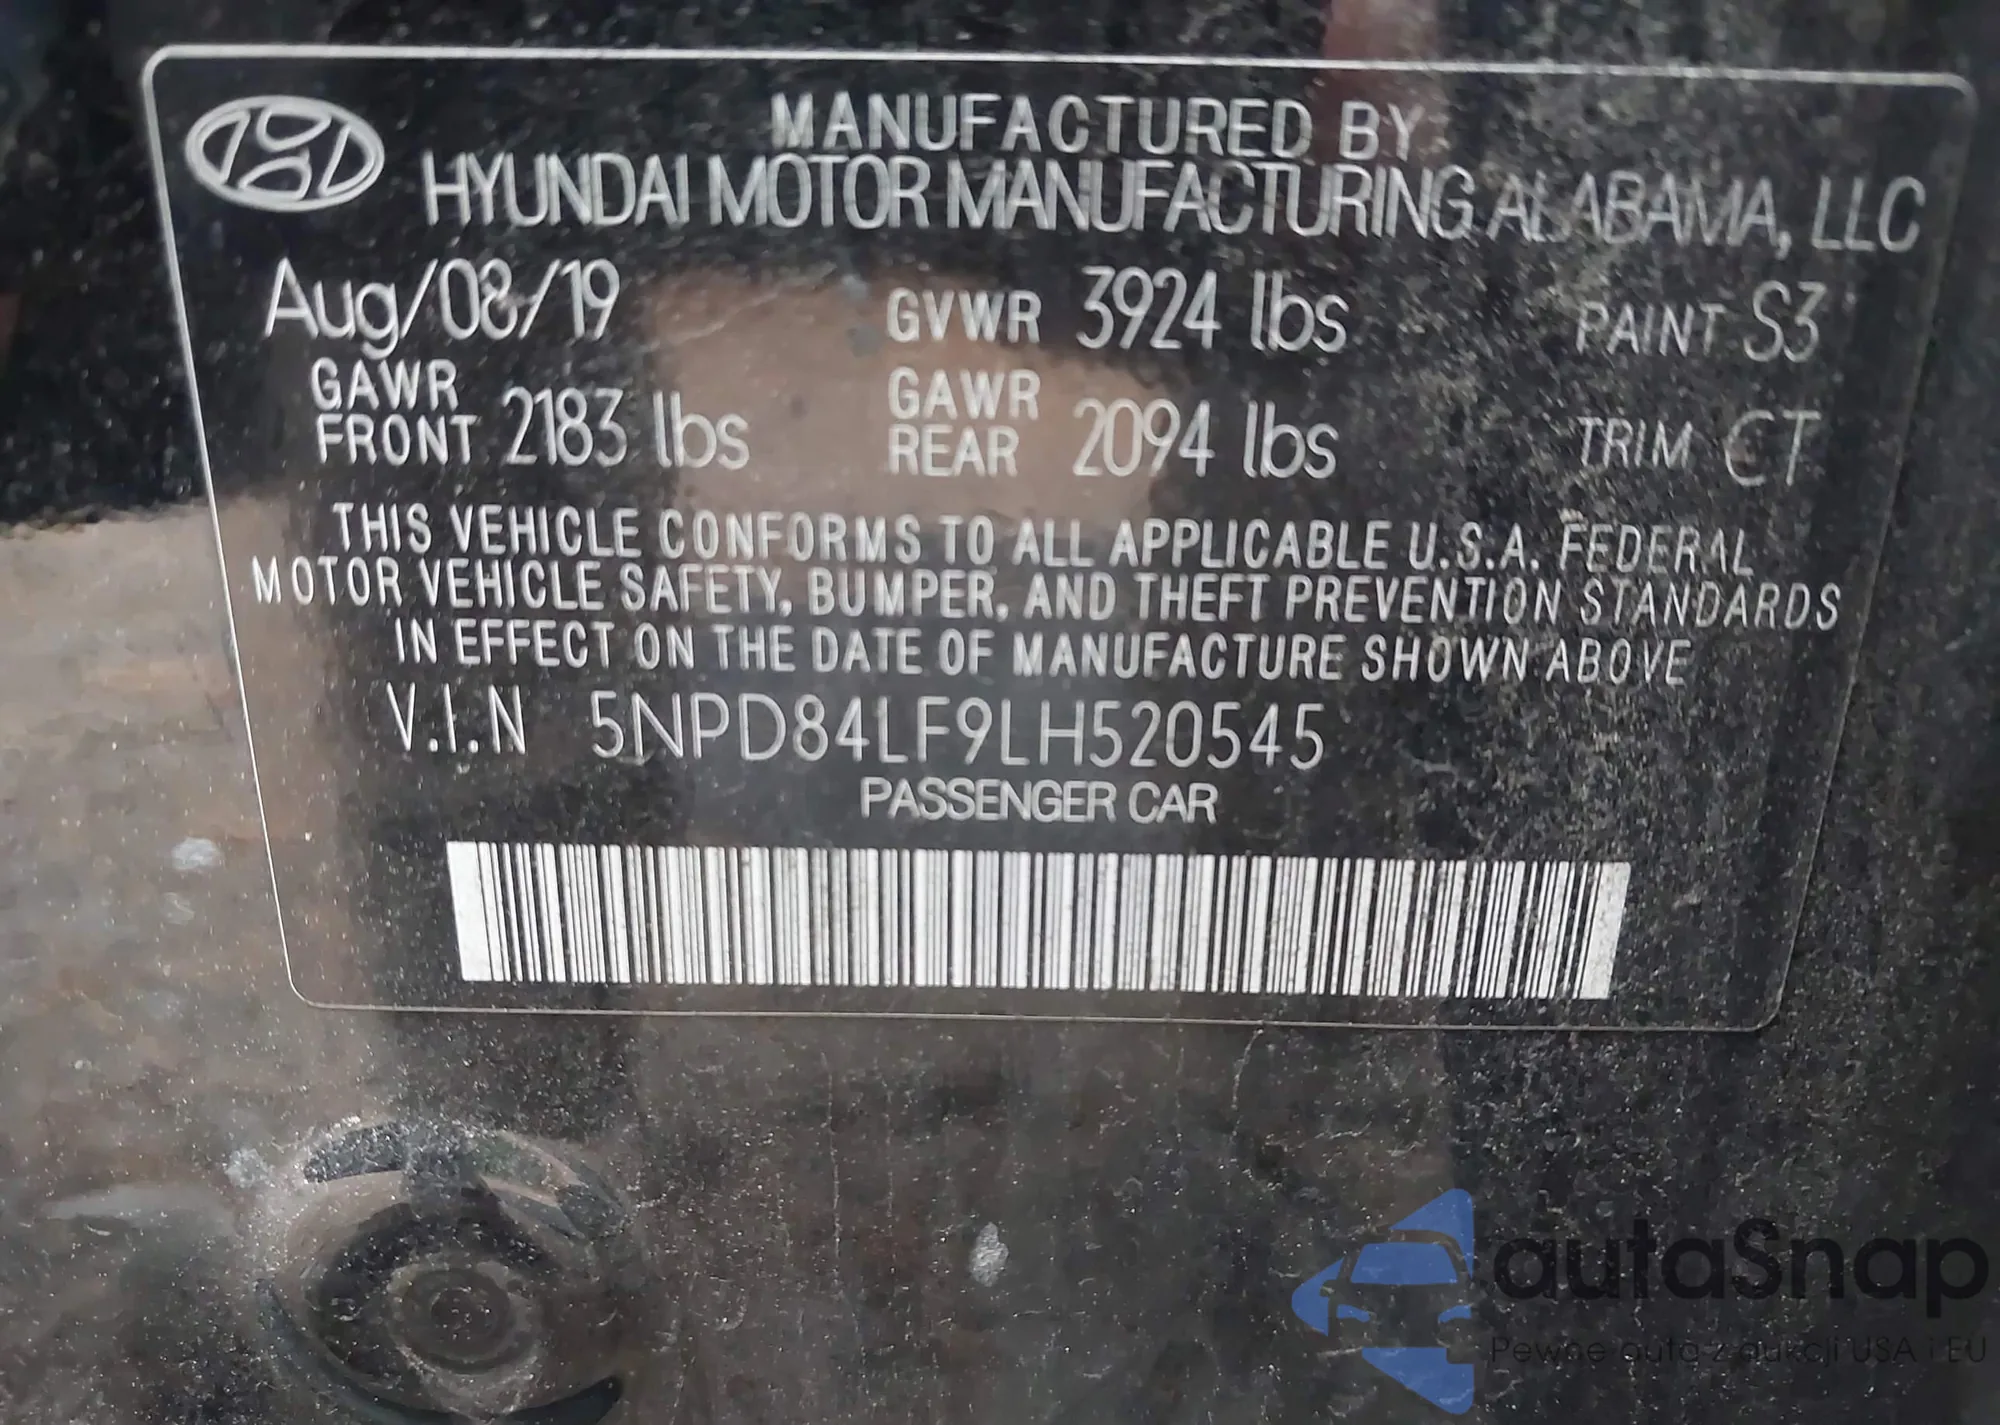 MANUFACTURED BY
HYUNDAI MOTOR MANUFACTURING ALABAMA, LLC
Aug/08/19 GVWR 3924 lbs PAINT S3
GAWR FRONT 2183 lbs GAWR REAR 2094 lbs TRIM CT
THIS VEHICLE CONFORMS TO ALL APPLICABLE U.S.A. FEDERAL
MOTOR VEHICLE SAFETY, BUMPER, AND THEFT PREVENTION STANDARDS
IN EFFECT ON THE DATE OF MANUFACTURE SHOWN ABOVE
V.I.N 5NPD84LF9LH520545
PASSENGER CAR
autaSnap
Pewne auta z aukcji USA i EU